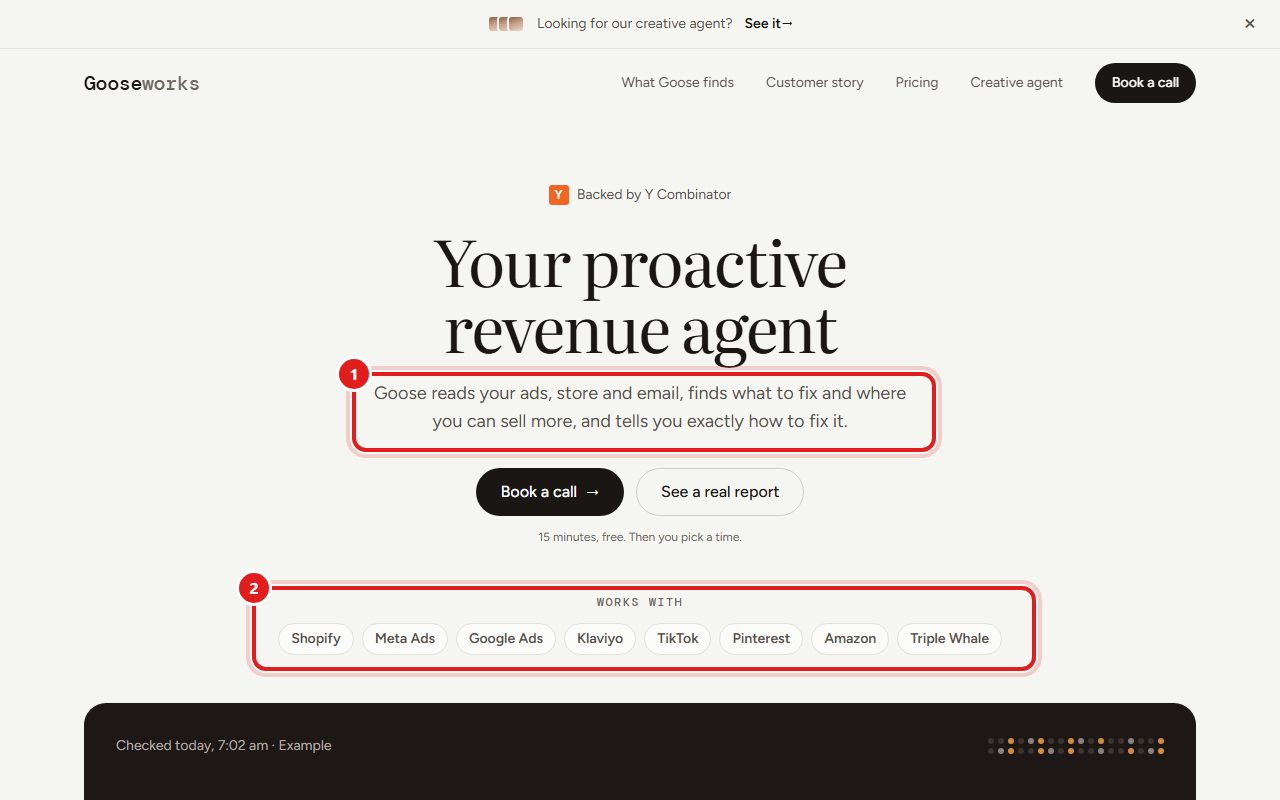 Looking for our creative agent? See it→
×
Gooseworks
What Goose finds
Customer story
Pricing
Creative agent
Book a call
Y Backed by Y Combinator
Your proactive
revenue agent
1
Goose reads your ads, store and email, finds what to fix and where
you can sell more, and tells you exactly how to fix it.
Book a call →
See a real report
15 minutes, free. Then you pick a time.
2
WORKS WITH
Shopify
Meta Ads
Google Ads
Klaviyo
TikTok
Pinterest
Amazon
Triple Whale
Checked today, 7:02 am · Example